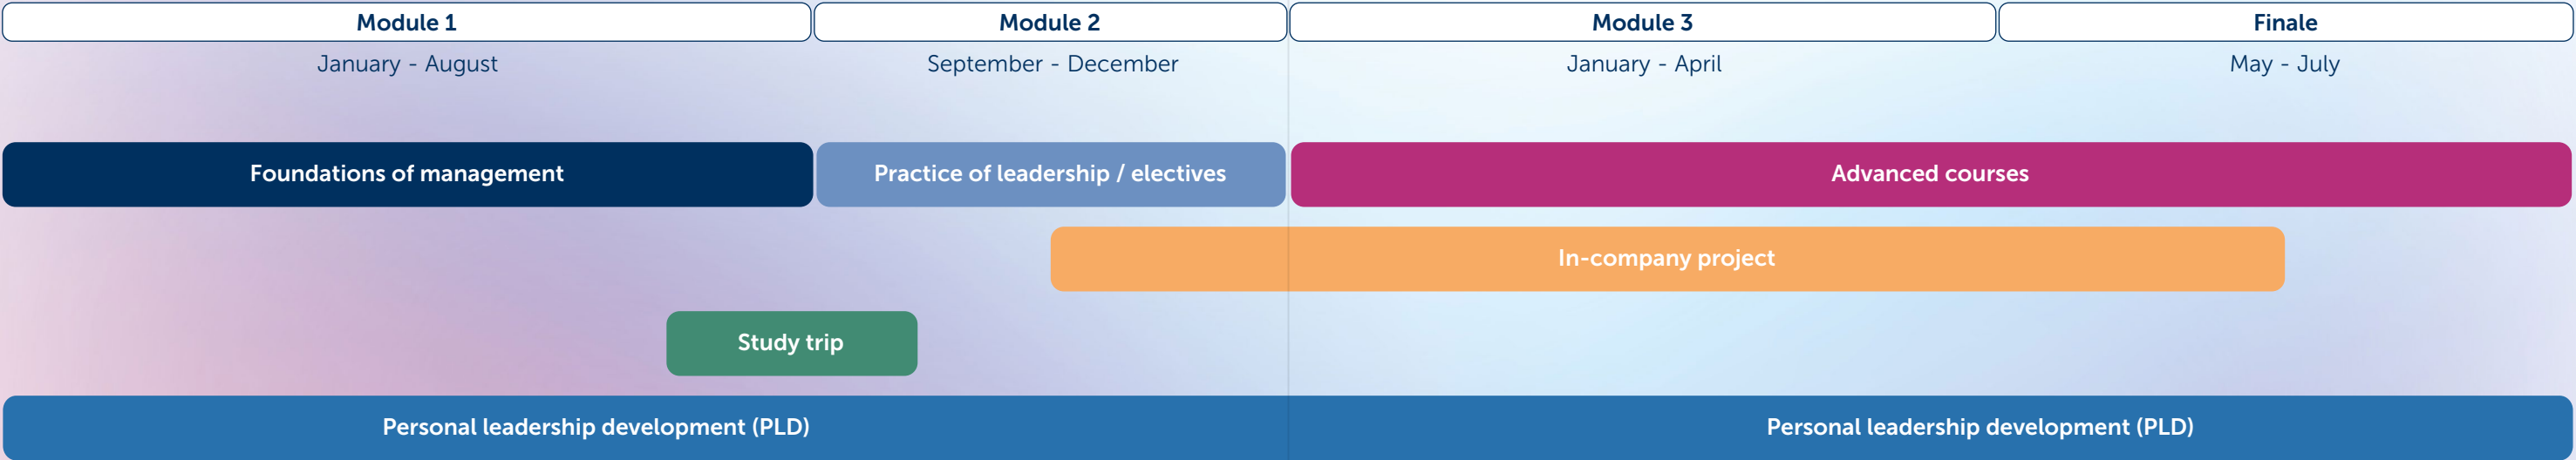 Module 1
Module 2
Module 3
Finale
January - August
September - December
January - April
May - July
Foundations of management
Practice of leadership / electives
Advanced courses
In-company project
Study trip
Personal leadership development (PLD)
Personal leadership development (PLD)